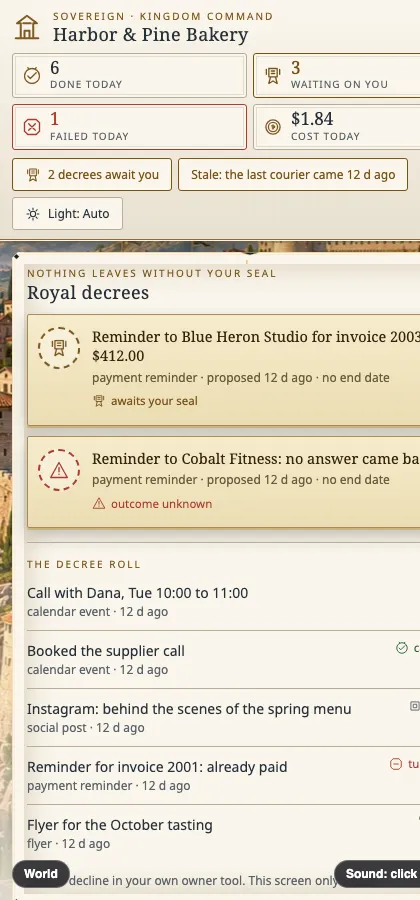 SOVEREIGN · KINGDOM COMMAND
Harbor & Pine Bakery
6
DONE TODAY
3
WAITING ON YOU
1
FAILED TODAY
$1.84
COST TODAY
2 decrees await you
Stale: the last courier came 12 d ago
Light: Auto
NOTHING LEAVES WITHOUT YOUR SEAL
Royal decrees
Reminder to Blue Heron Studio for invoice 2003
$412.00
payment reminder · proposed 12 d ago · no end date
awaits your seal
Reminder to Cobalt Fitness: no answer came ba
payment reminder · proposed 12 d ago · no end date
outcome unknown
THE DECREE ROLL
Call with Dana, Tue 10:00 to 11:00
calendar event · 12 d ago
Booked the supplier call
calendar event · 12 d ago
Instagram: behind the scenes of the spring menu
social post · 12 d ago
Reminder for invoice 2001: already paid
tu
payment reminder · 12 d ago
Flyer for the October tasting
flyer · 12 d ago
decline in your own owner tool. This screen only
World
Sound: click